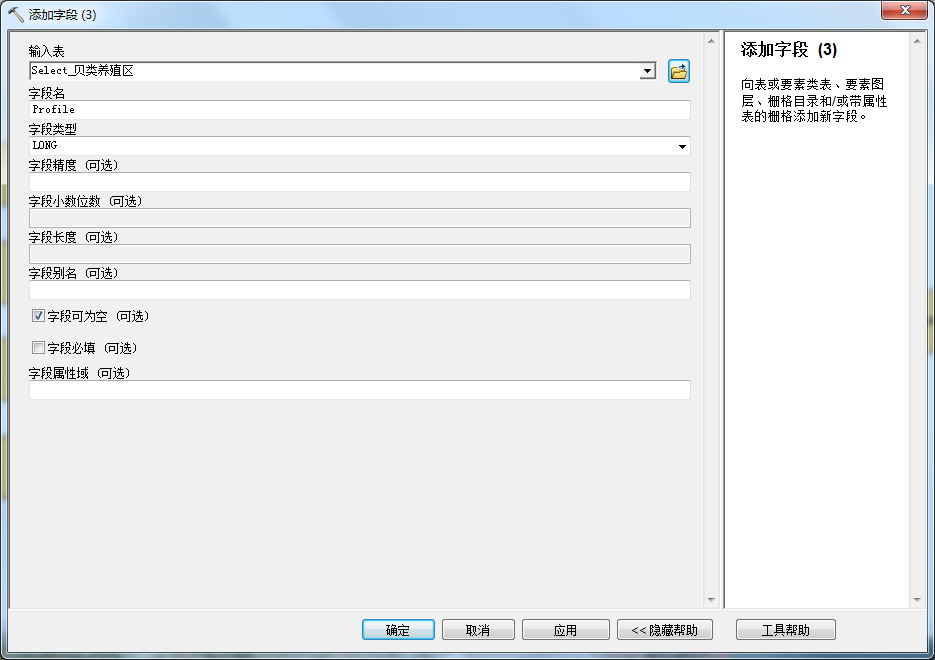 添加字段 (3)
输入表
Select_贝类养殖区
字段名
Profile
字段类型
LONG
字段精度 (可选)
字段小数位数 (可选)
字段长度 (可选)
字段别名 (可选)
字段可为空 (可选)
字段必填 (可选)
字段属性域 (可选)
添加字段 (3)
向表或要素类表、要素图
层、栅格目录和/或带属性
表的栅格添加新字段。
确定
取消
应用
<< 隐藏帮助
工具帮助